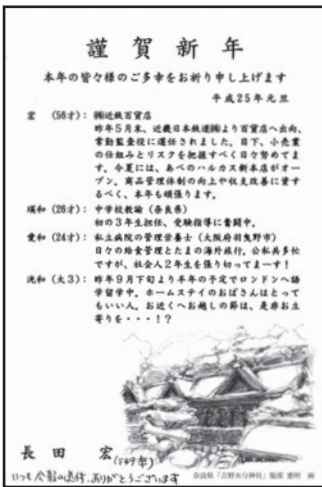 謹賀新年
本年の皆々様のご多幸をお祈り申し上げます
平成25年元旦
宏 (56才): ㈱近鉄百貨店
昨年5月末、近畿日本鉄道㈱より百貨店へ出向、
常勤監査役に選任されました。目下、小売業
の仕組みとリスクを把握すべく日々努めてま
す。今夏には、あべのハルカス新本店がオー
プン。商品管理体制の向上や収支改善に資す
るべく、本年も頑張ります。
瑛和 (26才): 中学校教諭 (奈良県)
初の3年生担任、受験指導に奮闘中。
愛和 (24才): 私立病院の管理栄養士 (大阪府羽曳野市)
日々の給食管理とたまの海外旅行。公私共多忙
ですが、社会人2年生を張り切ってまーす!
洸和 (大3): 昨年9月下旬より半年の予定でロンドンへ語
学留学中。ホームステイのおばさんはとって
もいい人。お近くへお越しの節は、是非お立
寄りを・・・!?
長田 宏 (S49卒)
いつも会報の送付、ありがとうございます
奈良県「吉野水分神社」 服部 憲明 画